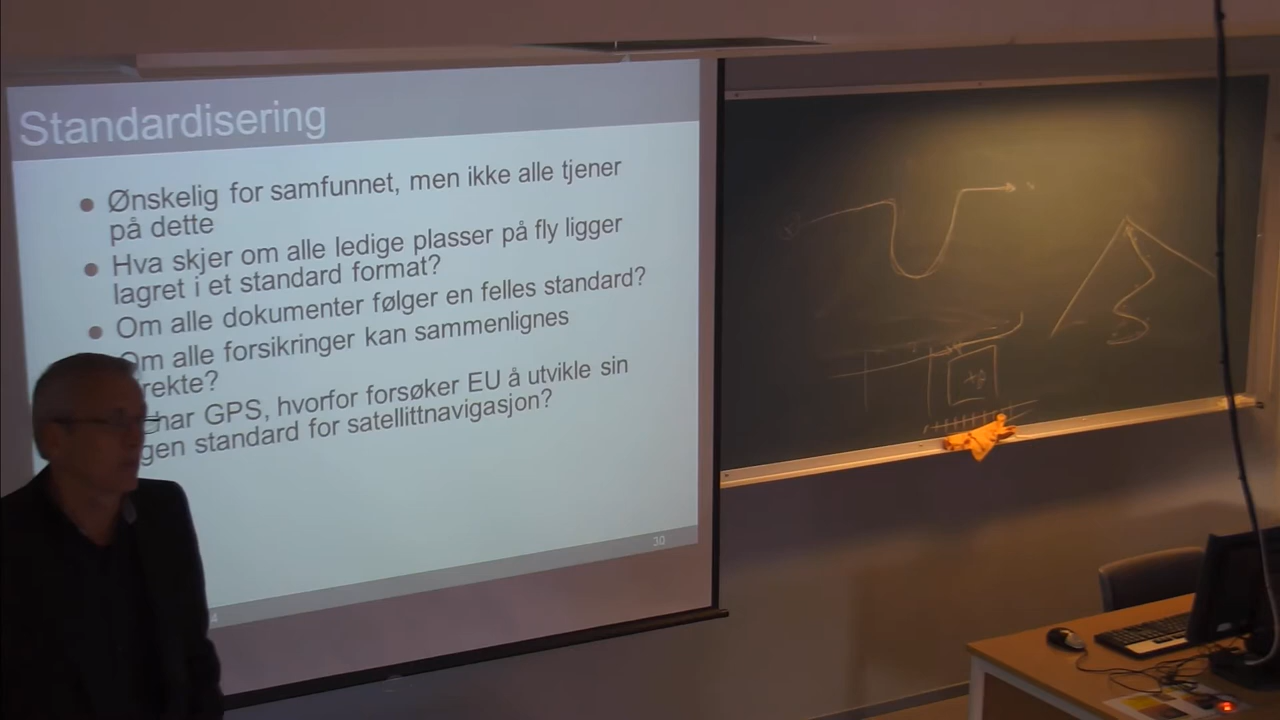 Standardisering
Ønskelig for samfunnet, men ikke alle tjener
på dette
Hva skjer om alle ledige plasser på fly ligger
lagret i et standard format?
Om alle dokumenter følger en felles standard?
Om alle forsikringer kan sammenlignes
rekte?
har GPS, hvorfor forsøker EU å utvikle sin
gen standard for satellittnavigasjon?
30